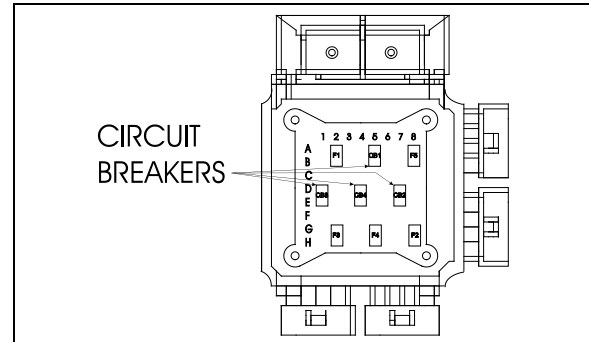 CIRCUIT
BREAKERS
1 2 3 4 5 6 7 8
A
B
C
D
E
F
G
H
F1 CB1 F5
CB3 CB4 CB2
F3 F4 F2